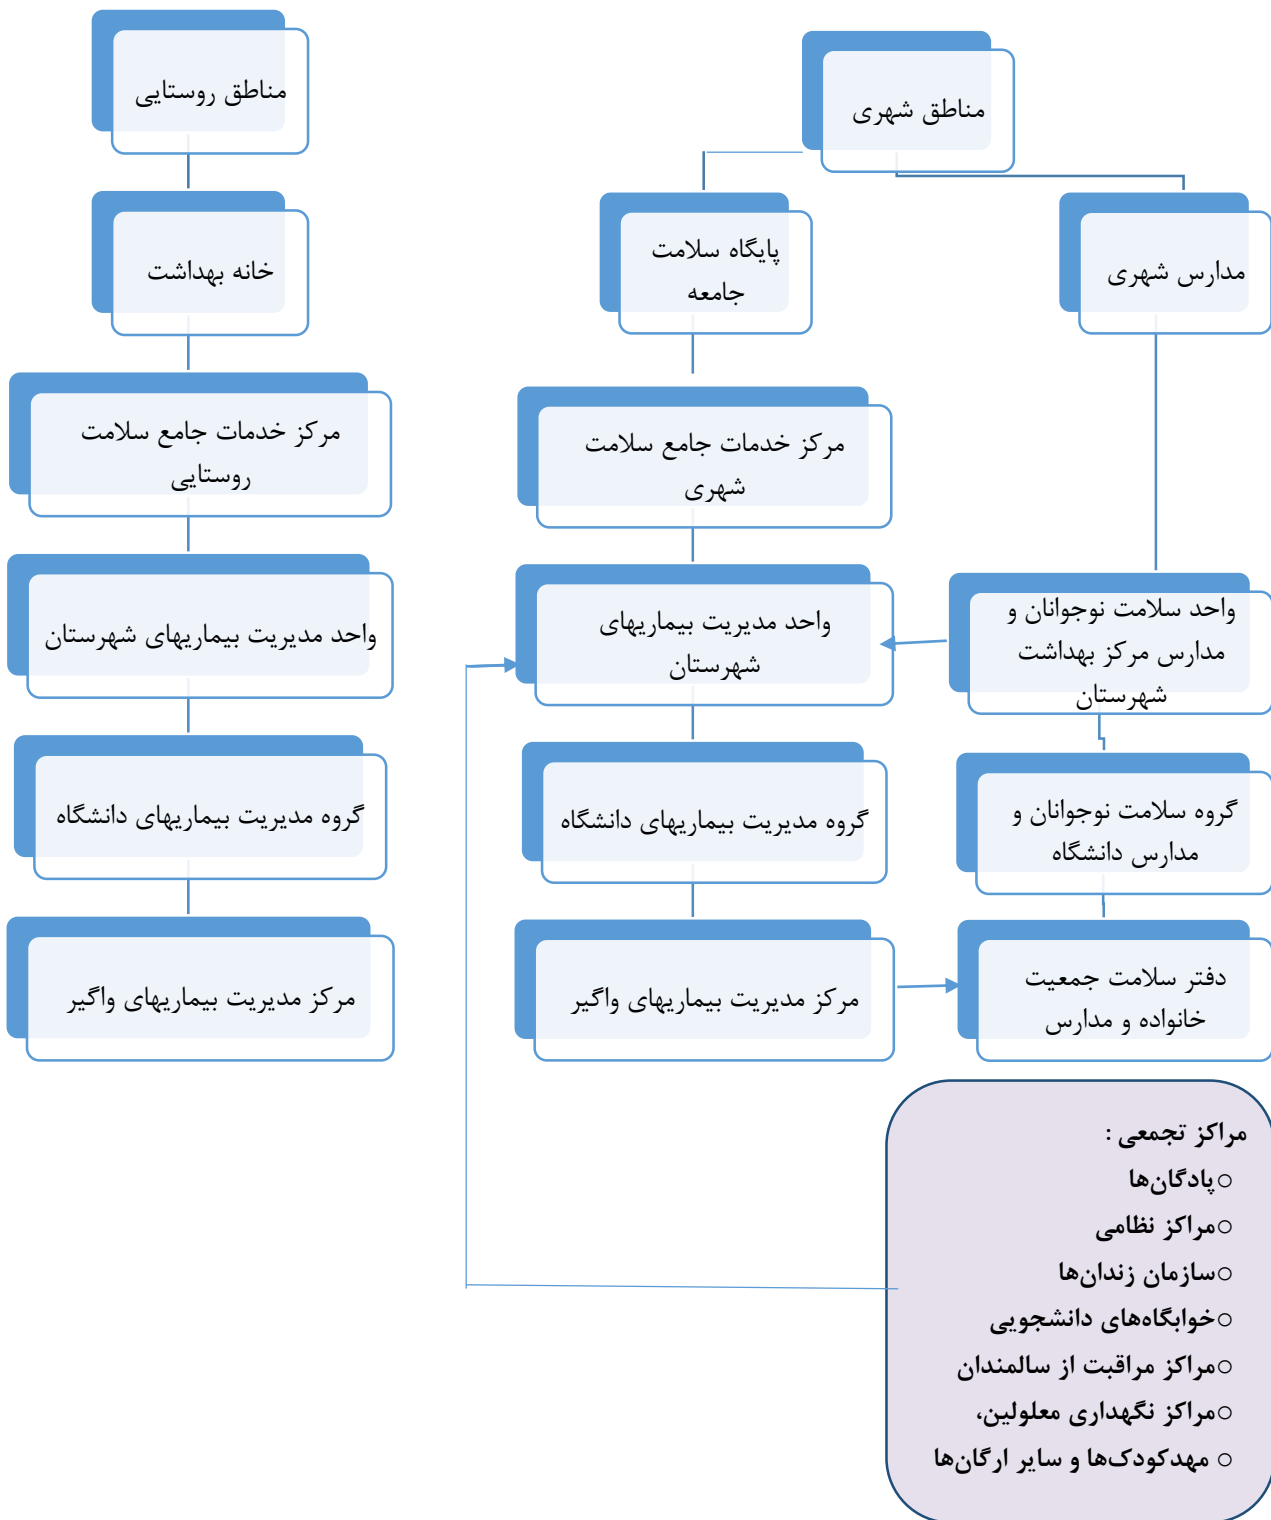 مناطق شهری
مدارس شهری
واحد سلامت نوجوانان و
مدارس مرکز بهداشت
شهرستان
گروه سلامت نوجوانان و
مدارس دانشگاه
دفتر سلامت جمعیت
خانواده و مدارس
پایگاه سلامت
جامعه
مرکز خدمات جامع سلامت
شهری
واحد مدیریت بیماریهای
شهرستان
گروه مدیریت بیماریهای دانشگاه
مرکز مدیریت بیماریهای واگیر
مناطق روستایی
خانه بهداشت
مرکز خدمات جامع سلامت
روستایی
واحد مدیریت بیماریهای شهرستان
گروه مدیریت بیماریهای دانشگاه
مرکز مدیریت بیماریهای واگیر
مراکز تجمعی :
○پادگان‌ها
○مراکز نظامی
○سازمان زندان‌ها
○خوابگاه‌های دانشجویی
○مراکز مراقبت از سالمندان
○مراکز نگهداری معلولین،
○ مهدکودک‌ها و سایر ارگان‌ها